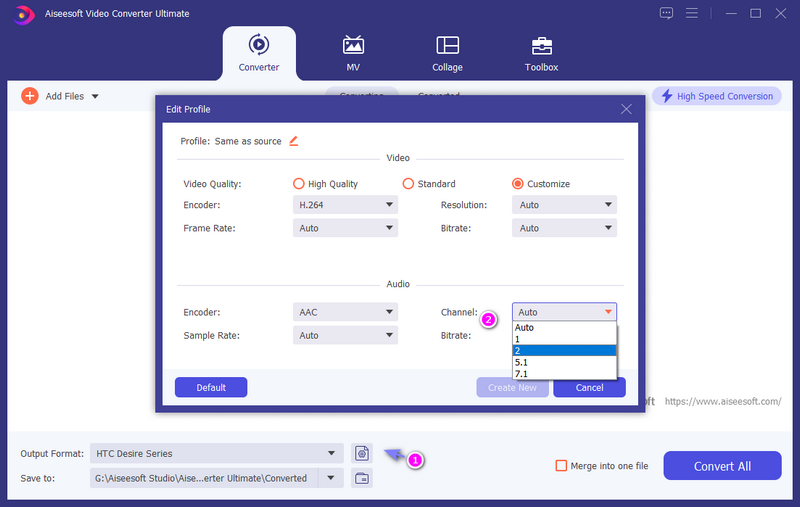 Aiseesoft Video Converter Ultimate
Converter
MV
Collage
Toolbox
Add Files
Converting
Converted
High Speed Conversion
Edit Profile
Profile: Same as source
Video
Video Quality:
High Quality
Standard
Customize
Encoder:
H.264
Resolution:
Auto
Frame Rate:
Auto
Bitrate:
Auto
Audio
Encoder:
AAC
2
Channel:
Auto
Sample Rate:
Auto
Bitrate:
Auto
1
2
5.1
7.1
Default
Create New
Cancel
https://www.aiseesoft.com/
Output Format:
HTC Desire Series
1
Save to:
G:\Aiseesoft Studio\Aise...erter Ultimate\Converted
Merge into one file
Convert All